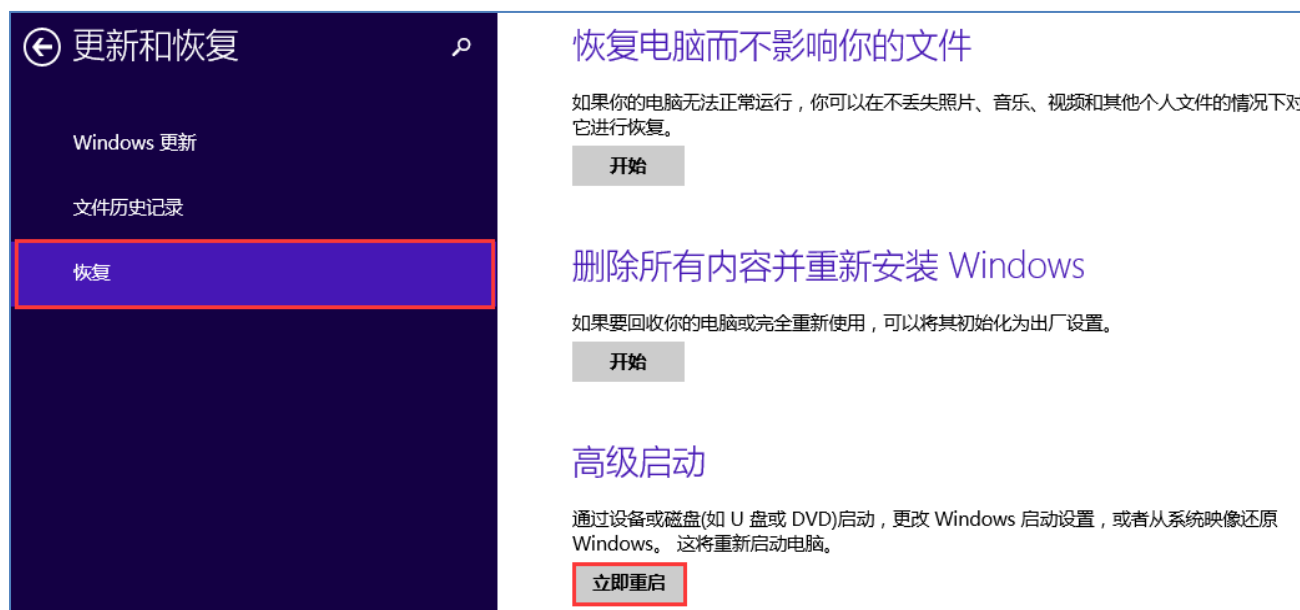 更新和恢复
Windows 更新
文件历史记录
恢复
恢复电脑而不影响你的文件
如果你的电脑无法正常运行，你可以在不丢失照片、音乐、视频和其他个人文件的情况下对
它进行恢复。
开始
删除所有内容并重新安装 Windows
如果要回收你的电脑或完全重新使用，可以将其初始化为出厂设置。
开始
高级启动
通过设备或磁盘(如 U 盘或 DVD)启动，更改 Windows 启动设置，或者从系统映像还原
Windows。 这将重新启动电脑。
立即重启